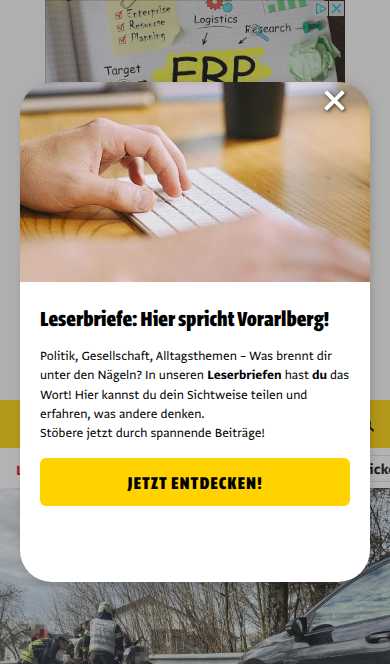 Enterprise
Resource
Planning
Logistics
Research
Target
ERP
Leserbriefe: Hier spricht Vorarlberg!
Politik, Gesellschaft, Alltagsthemen – Was brennt dir
unter den Nägeln? In unseren Leserbriefen hast du das
Wort! Hier kannst du dein Sichtweise teilen und
erfahren, was andere denken.
Stöbere jetzt durch spannende Beiträge!
JETZT ENTDECKEN!